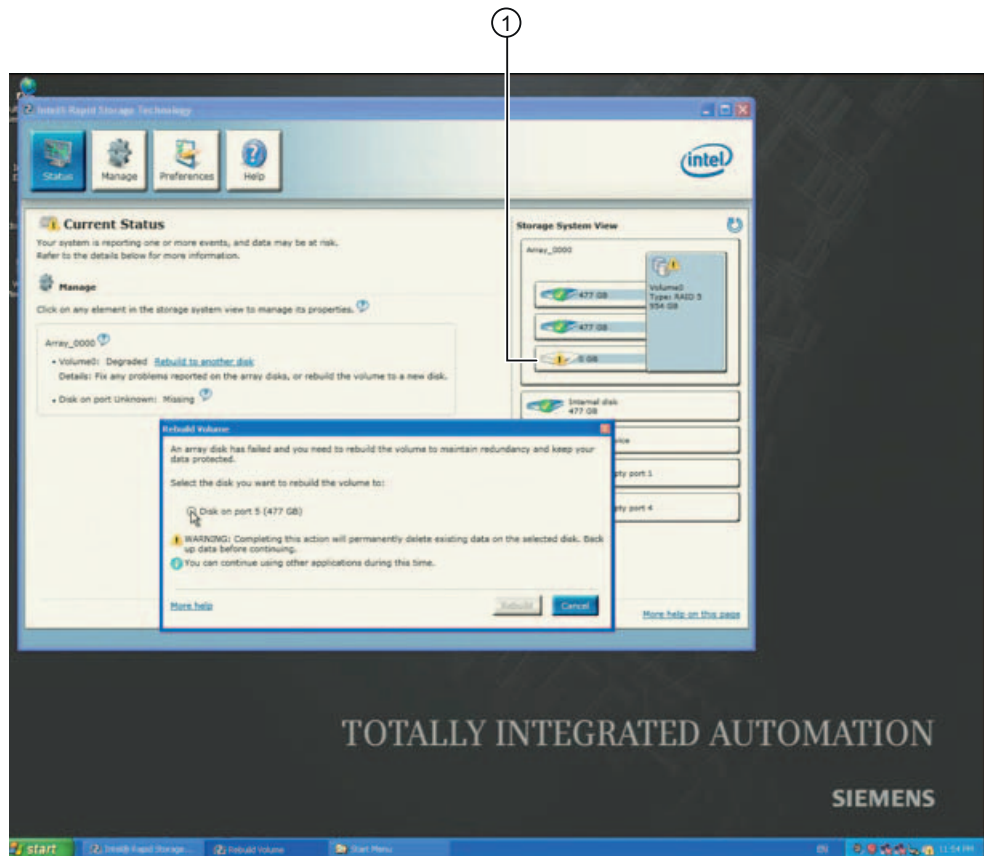 1
Intel® Rapid Storage Technology
Status
Manage
Preferences
Help
intel
Current Status
Your system is reporting one or more events, and data may be at risk.
Refer to the details below for more information.
Manage
Click on any element in the storage system view to manage its properties.
Array_0000
• Volume0: Degraded Rebuild to another disk
Details: Fix any problems reported on the array disks, or rebuild the volume to a new disk.
• Disk on port Unknown: Missing
Storage System View
Array_0000
477 GB
477 GB
5 GB
Volume0
Type: RAID 5
954 GB
Internal disk
477 GB
pty port 1
pty port 4
More help on this page
Rebuild Volume
An array disk has failed and you need to rebuild the volume to maintain redundancy and keep your
data protected.
Select the disk you want to rebuild the volume to:
Disk on port 5 (477 GB)
WARNING: Completing this action will permanently delete existing data on the selected disk. Back
up data before continuing.
You can continue using other applications during this time.
More help
Rebuild
Cancel
TOTALLY INTEGRATED AUTOMATION
SIEMENS
start
Intel® Rapid Storage...
Rebuild Volume
Start Menu
EN
11:54 PM